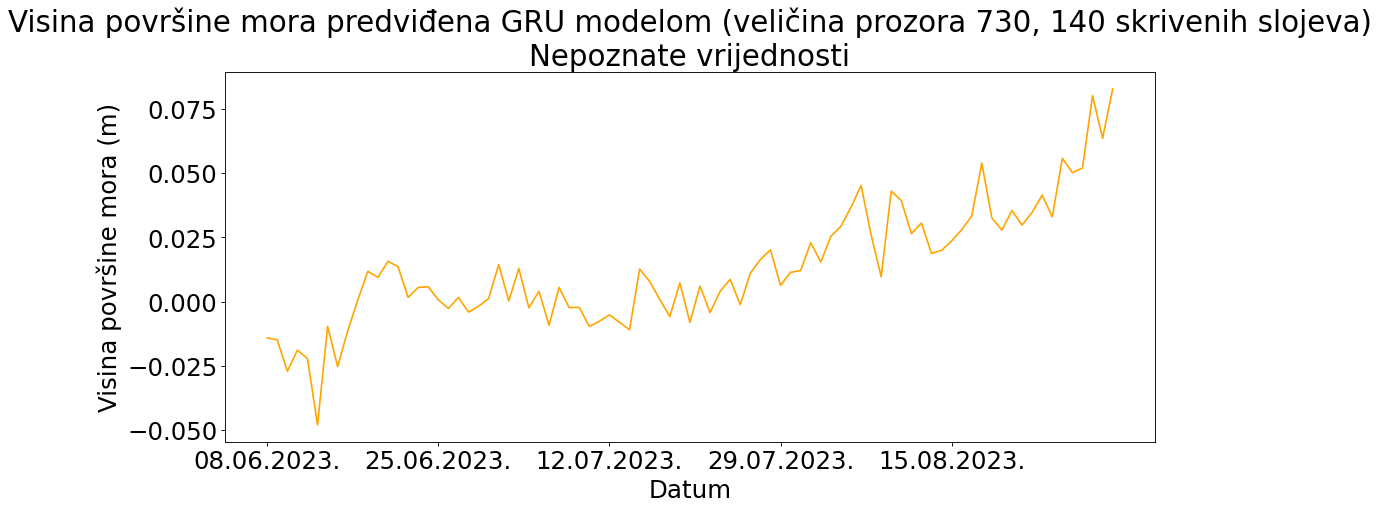 Visina površine mora predviđena GRU modelom (veličina prozora 730, 140 skrivenih slojeva)
Nepoznate vrijednosti
Visina površine mora (m)
0.075
0.050
0.025
0.000
−0.025
−0.050
08.06.2023. 25.06.2023. 12.07.2023. 29.07.2023. 15.08.2023.
Datum